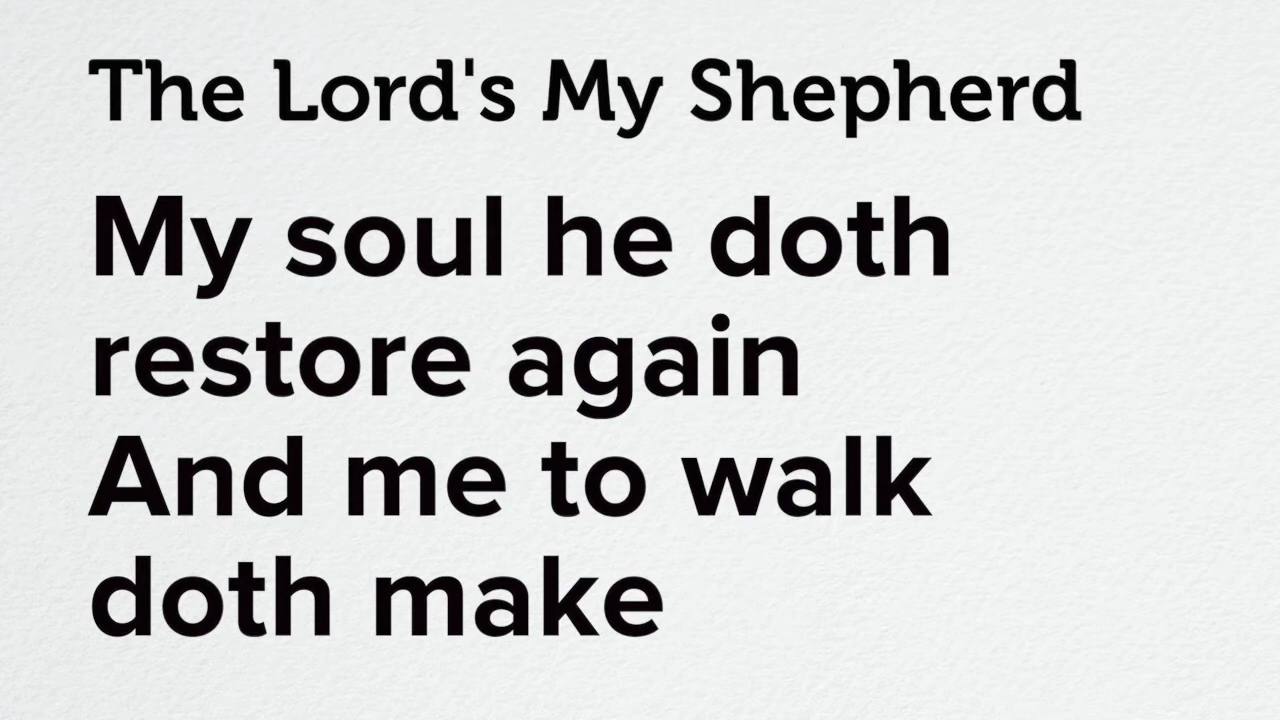 The Lord's My Shepherd
My soul he doth
restore again
And me to walk
doth make